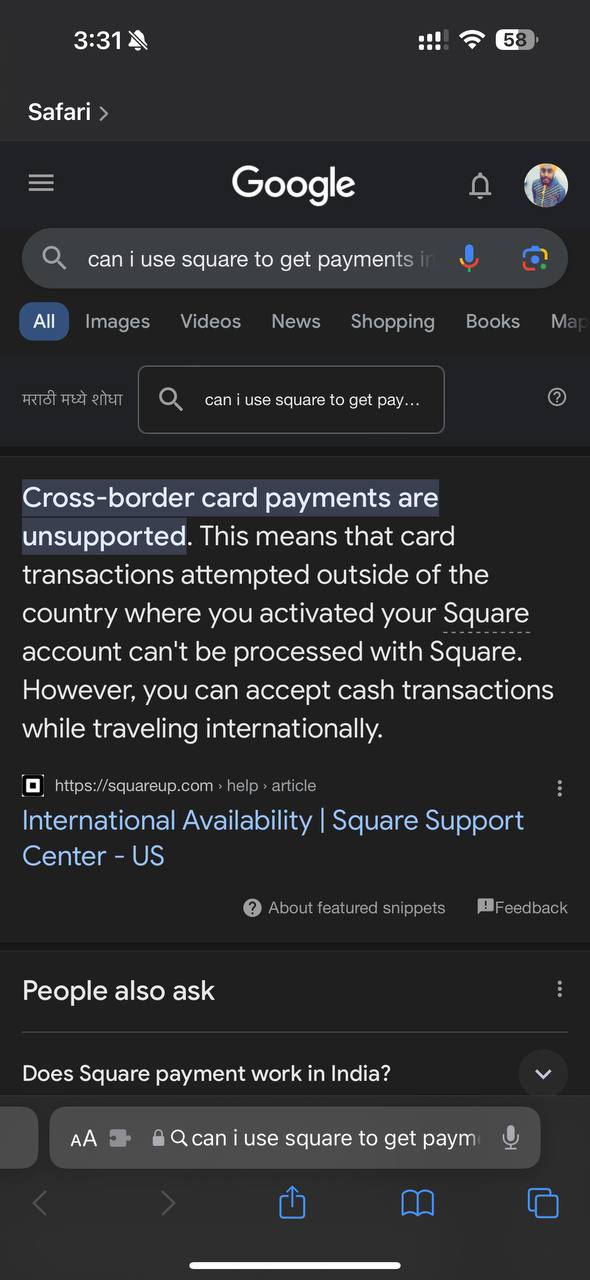 3:31
58
Safari
Google
can i use square to get payments in
All Images Videos News Shopping Books Map
मराठी मध्ये शोधा
can i use square to get pay...
Cross-border card payments are
unsupported. This means that card
transactions attempted outside of the
country where you activated your Square
account can't be processed with Square.
However, you can accept cash transactions
while traveling internationally.
https://squareup.com › help › article
International Availability | Square Support
Center - US
About featured snippets Feedback
People also ask
Does Square payment work in India?
AA can i use square to get paym